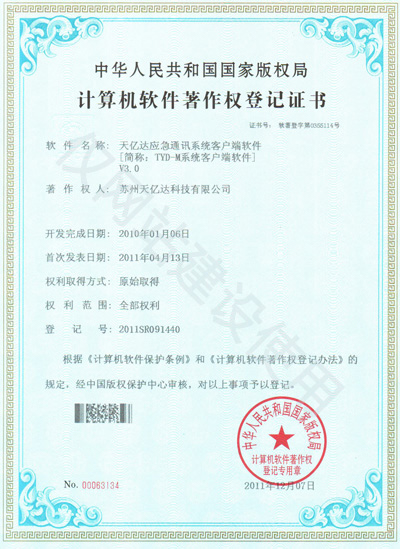 中华人民共和国国家版权局
计算机软件著作权登记证书
证书号： 软著登字第0355114号
软 件 名 称： 天亿达应急通讯系统客户端软件
[简称：TYD-M系统客户端软件]
V3.0
著 作 权 人： 苏州天亿达科技有限公司
开发完成日期： 2010年01月06日
首次发表日期： 2011年04月13日
权利取得方式： 原始取得
权 利 范 围： 全部权利
登 记 号： 2011SR091440
根据《计算机软件保护条例》和《计算机软件著作权登记办法》的
规定，经中国版权保护中心审核，对以上事项予以登记。
中华人民共和国国家版权局
计算机软件著作权
登记专用章
No. 00063134
2011年12月07日
仅网站建设使用